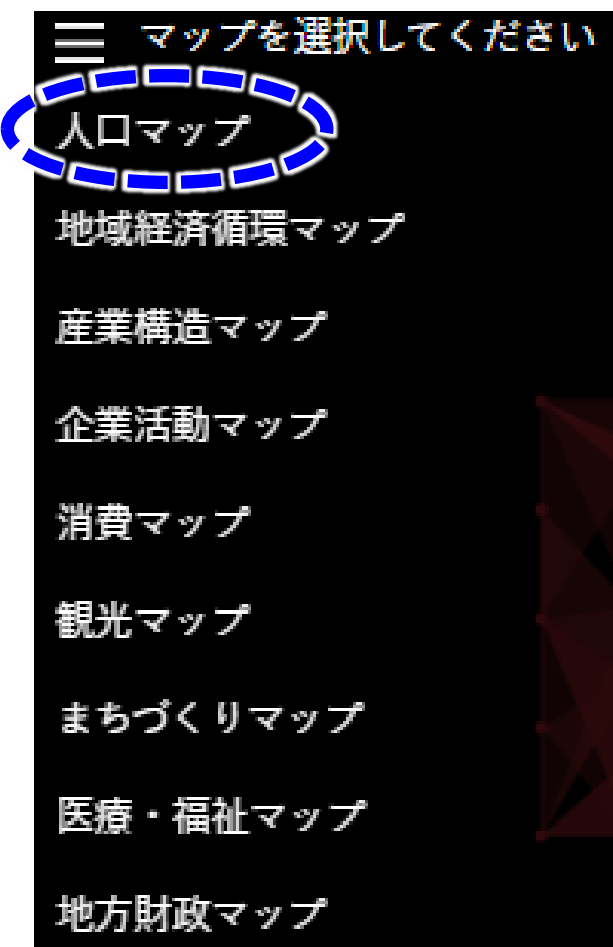 マップを選択してください
人口マップ
地域経済循環マップ
産業構造マップ
企業活動マップ
消費マップ
観光マップ
まちづくりマップ
医療・福祉マップ
地方財政マップ